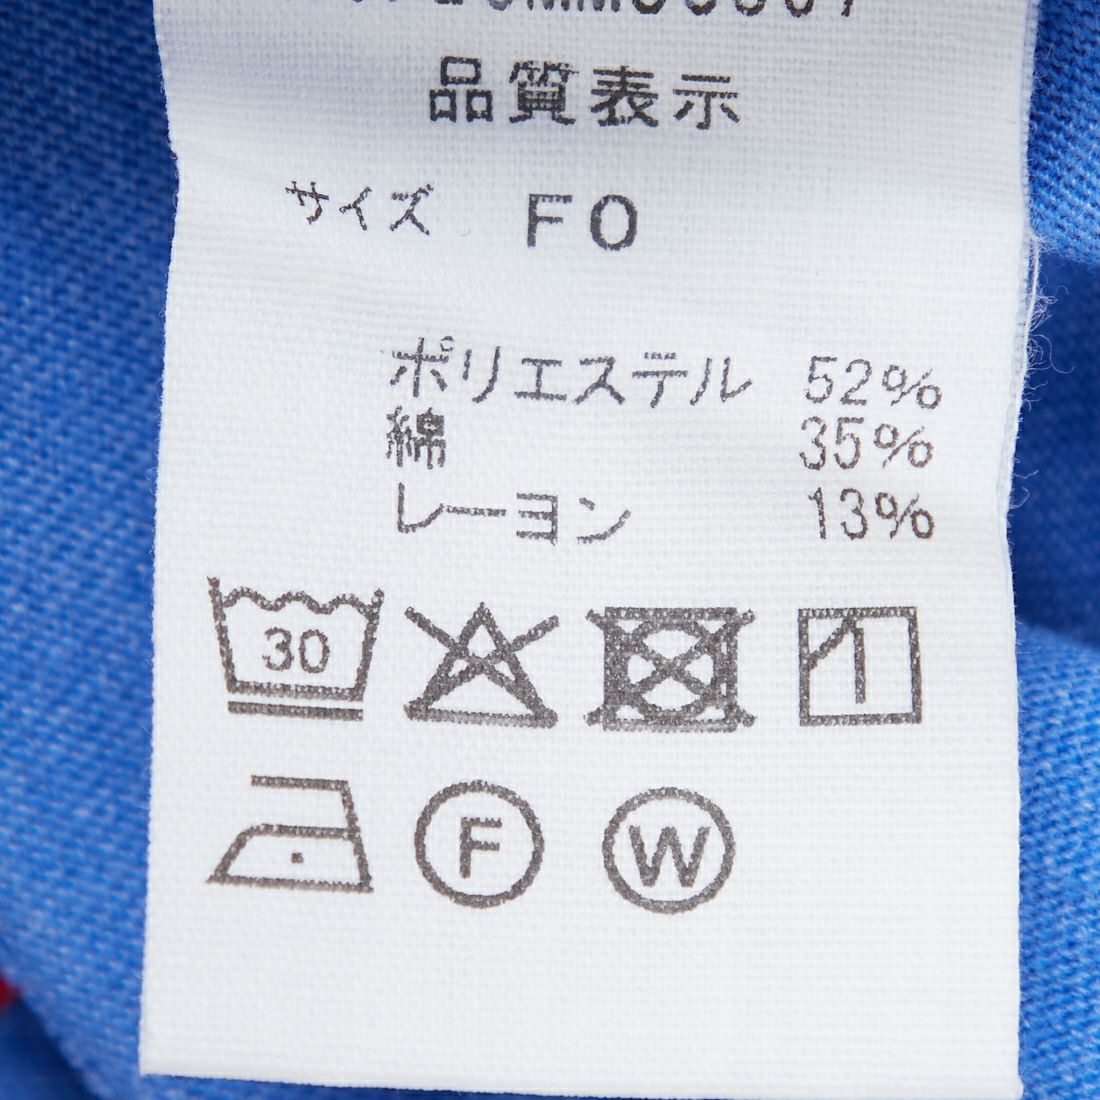 品質表示
サイズ FO
ポリエステル 52%
綿 35%
レーヨン 13%
30
F W